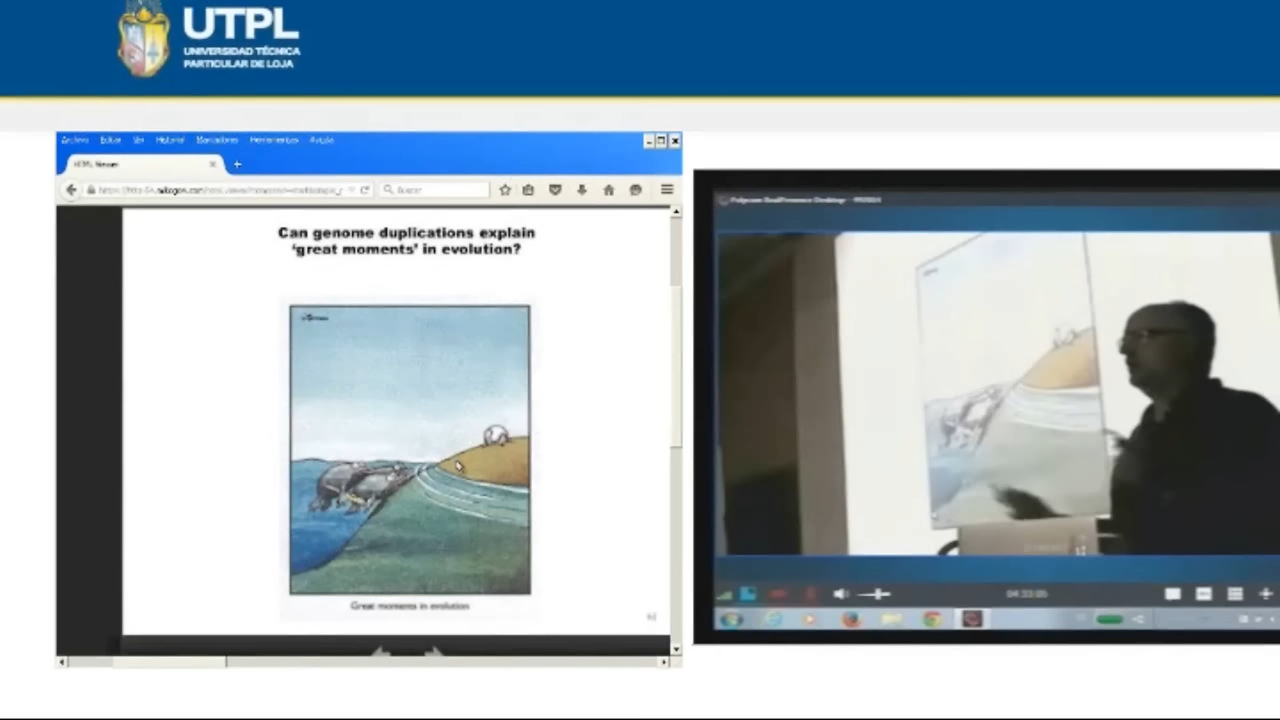 UTPL
UNIVERSIDAD TÉCNICA
PARTICULAR DE LOJA
Archivo Editar Ver Historial Marcadores Herramientas Ayuda
Buscar
Can genome duplications explain
‘great moments’ in evolution?
Great moments in evolution